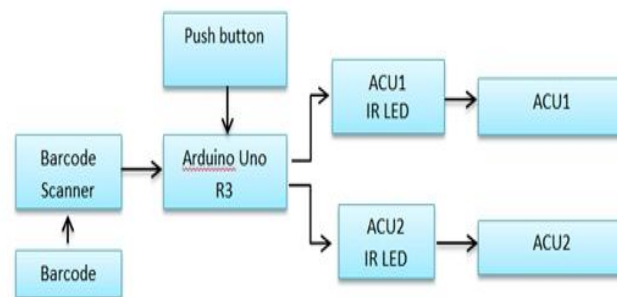 Push button
ACU1
IR LED
ACU1
Barcode
Scanner
Arduino Uno
R3
ACU2
IR LED
ACU2
Barcode